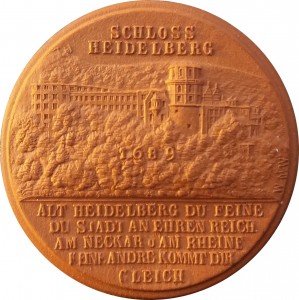 SCHLOSS
HEIDELBERG
1689
ALT HEIDELBERG DU FEINE
DU STADT AN EHREN REICH
AM NECKAR U AM RHEINE
KEINE ANDRE KOMMT DIR
GLEICH